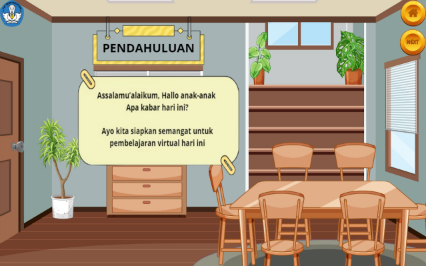 PENDAHULUAN
Assalamu'alaikum, Hallo anak-anak
Apa kabar hari ini?
Ayo kita siapkan semangat untuk
pembelajaran virtual hari ini
NEXT